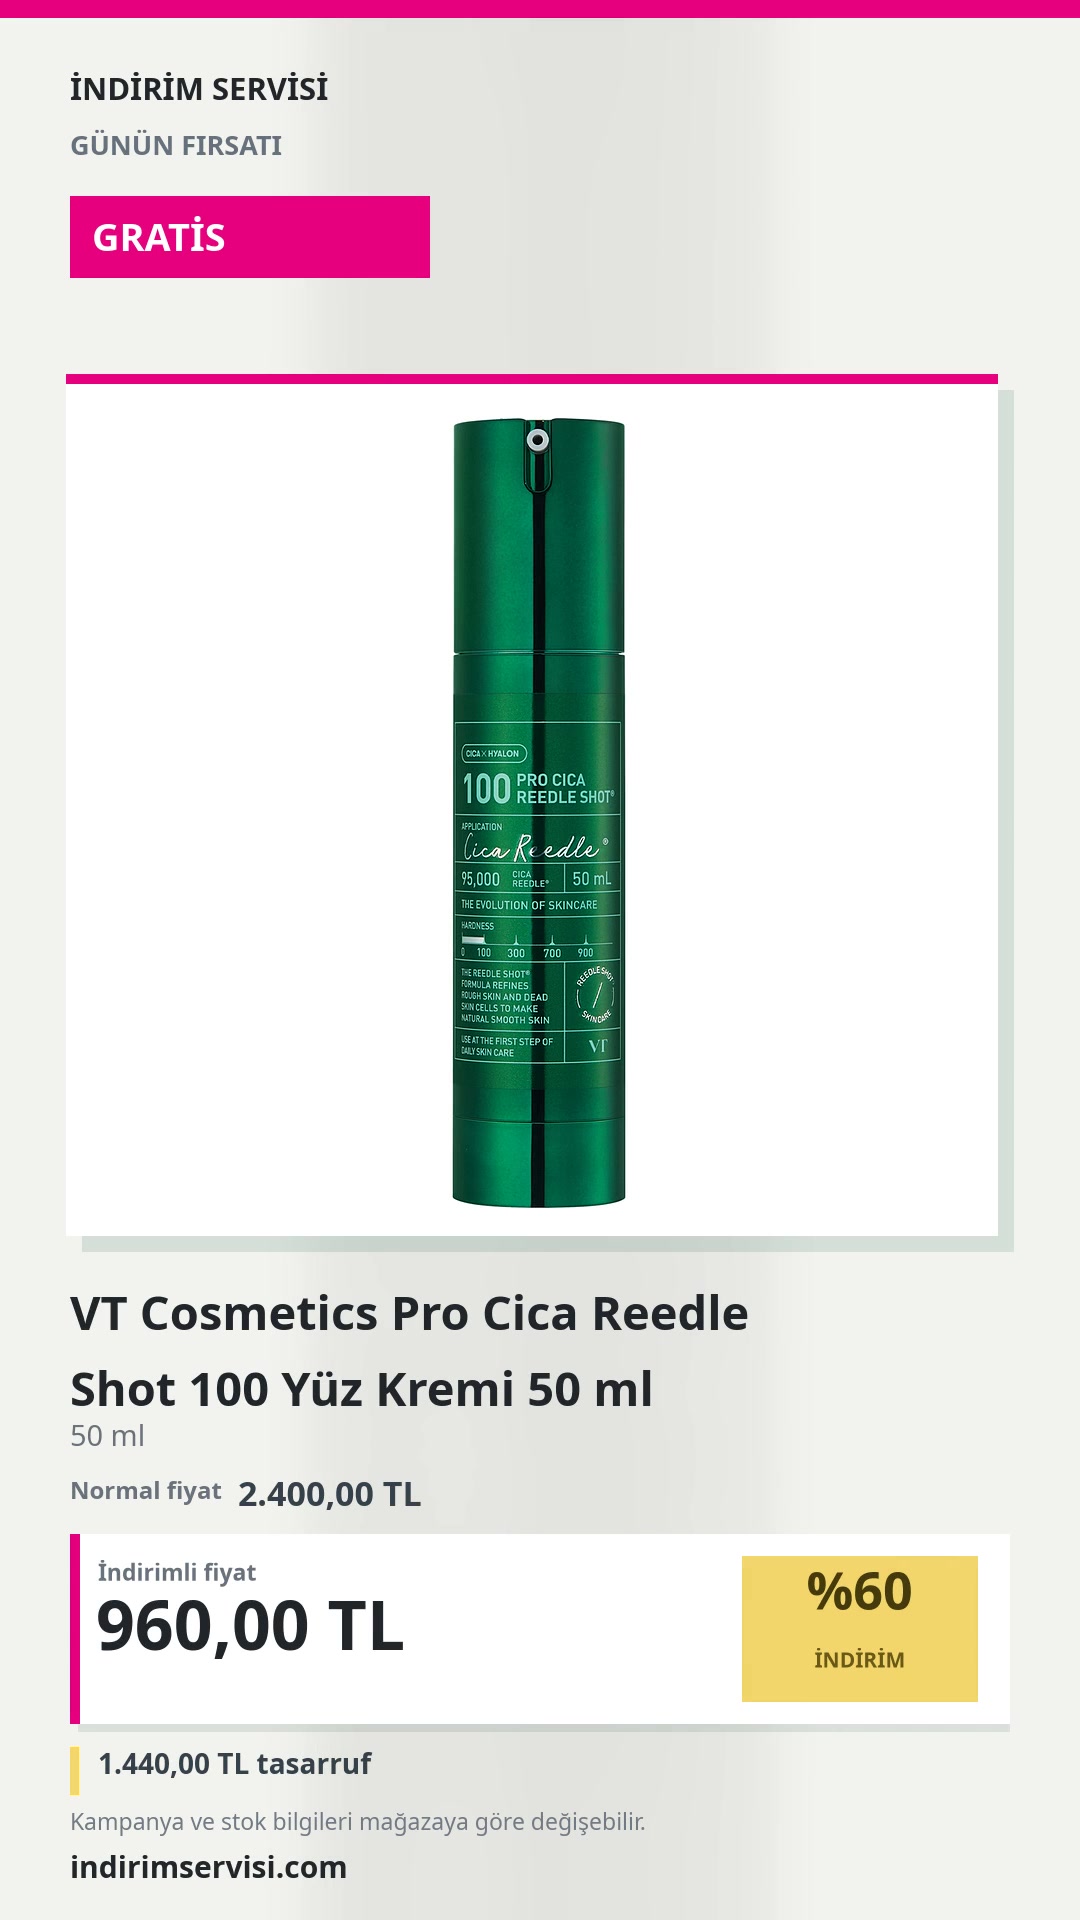 İNDİRİM SERVİSİ
GÜNÜN FIRSATI
GRATİS
CICA × HYALON
100 PRO CICA
REEDLE SHOT®
APPLICATION
Cica Reedle®
95,000 CICA REEDLE® 50 mL
THE EVOLUTION OF SKINCARE
HARDNESS
0 100 300 700 900
THE REEDLE SHOT®
FORMULA REFINES
ROUGH SKIN AND DEAD
SKIN CELLS TO MAKE
NATURAL SMOOTH SKIN
REEDLE SHOT
SKINCARE
USE AT THE FIRST STEP OF
DAILY SKIN CARE
VT
VT Cosmetics Pro Cica Reedle
Shot 100 Yüz Kremi 50 ml
50 ml
Normal fiyat 2.400,00 TL
İndirimli fiyat
960,00 TL
%60
İNDİRİM
1.440,00 TL tasarruf
Kampanya ve stok bilgileri mağazaya göre değişebilir.
indirimservisi.com